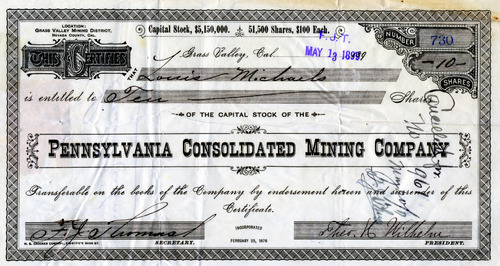 LOCATION:
GRASS VALLEY MINING DISTRICT,
NEVADA COUNTY, CAL.
Capital Stock, $5,150,000. 51,500 Shares, $100 Each.
NUMBER
730
F. J. T.
Grass Valley, Cal. MAY 13 1899
THIS CERTIFIES
-10-
SHARES
THAT Louis Michaels
is entitled to Ten Shares
OF THE CAPITAL STOCK OF THE
PENNSYLVANIA CONSOLIDATED MINING COMPANY
Transferable on the books of the Company by endorsement hereon and surrender of this
Certificate.
F. J. Thomas
SECRETARY.
INCORPORATED
FEBRUARY 25, 1878
PRESIDENT.